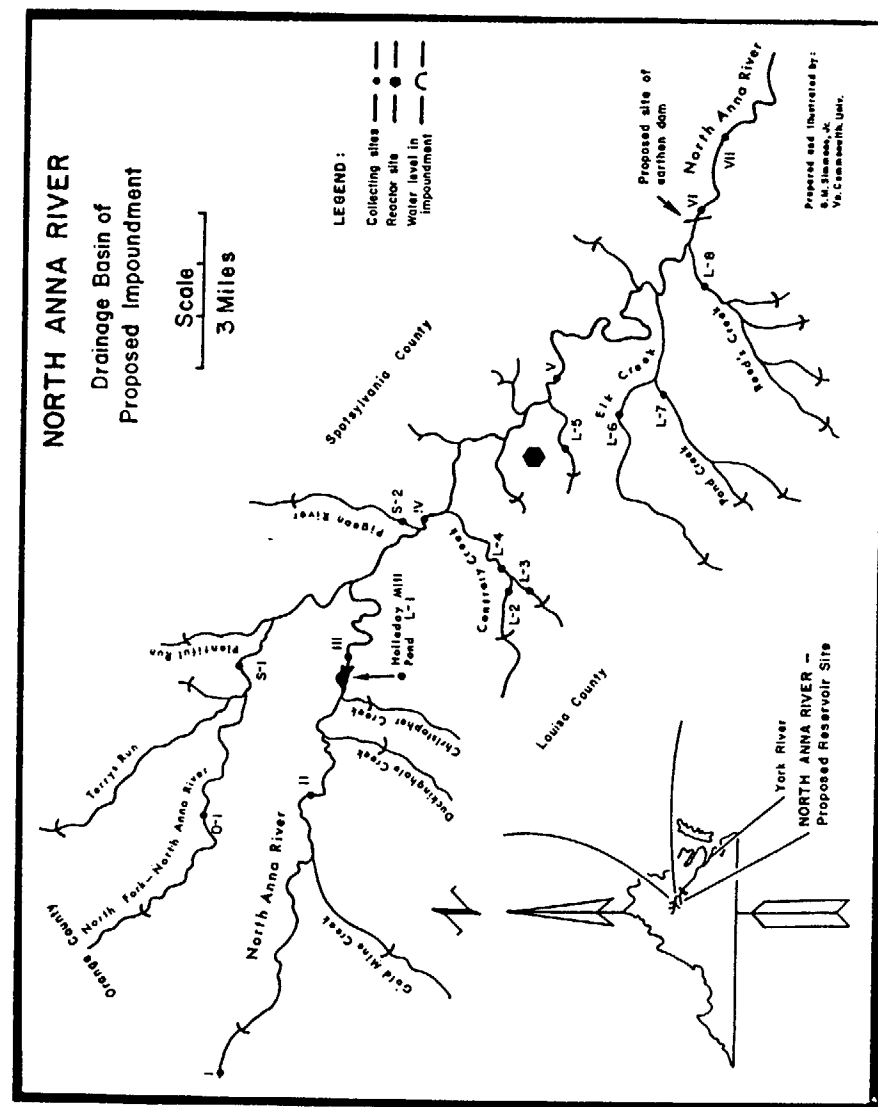 NORTH ANNA RIVER
Drainage Basin of
Proposed Impoundment
Scale
3 Miles
LEGEND:
Collecting sites
Reactor site
Water level in
impoundment
Spotsylvania County
Orange
County
North Fork–North Anna River
Terrys Run
Plentiful Run
Pigeon River
O-1
S-1
S-2
I
North Anna River
II
III
IV
V
VI
VII
Gold Mine Creek
Duckinghole Creek
Christopher Creek
Holladay Mill
Pond L-1
Contrary Creek
L-2
L-3
L-4
L-5
Elk Creek
L-6
L-7
Pond Creek
L-8
Reed's Creek
Louisa County
Proposed site of
earthen dam
North Anna River
N
York River
NORTH ANNA RIVER –
Proposed Reservoir Site
Prepared and illustrated by:
G.M. Simmons, Jr.
Va. Commonwealth Univ.